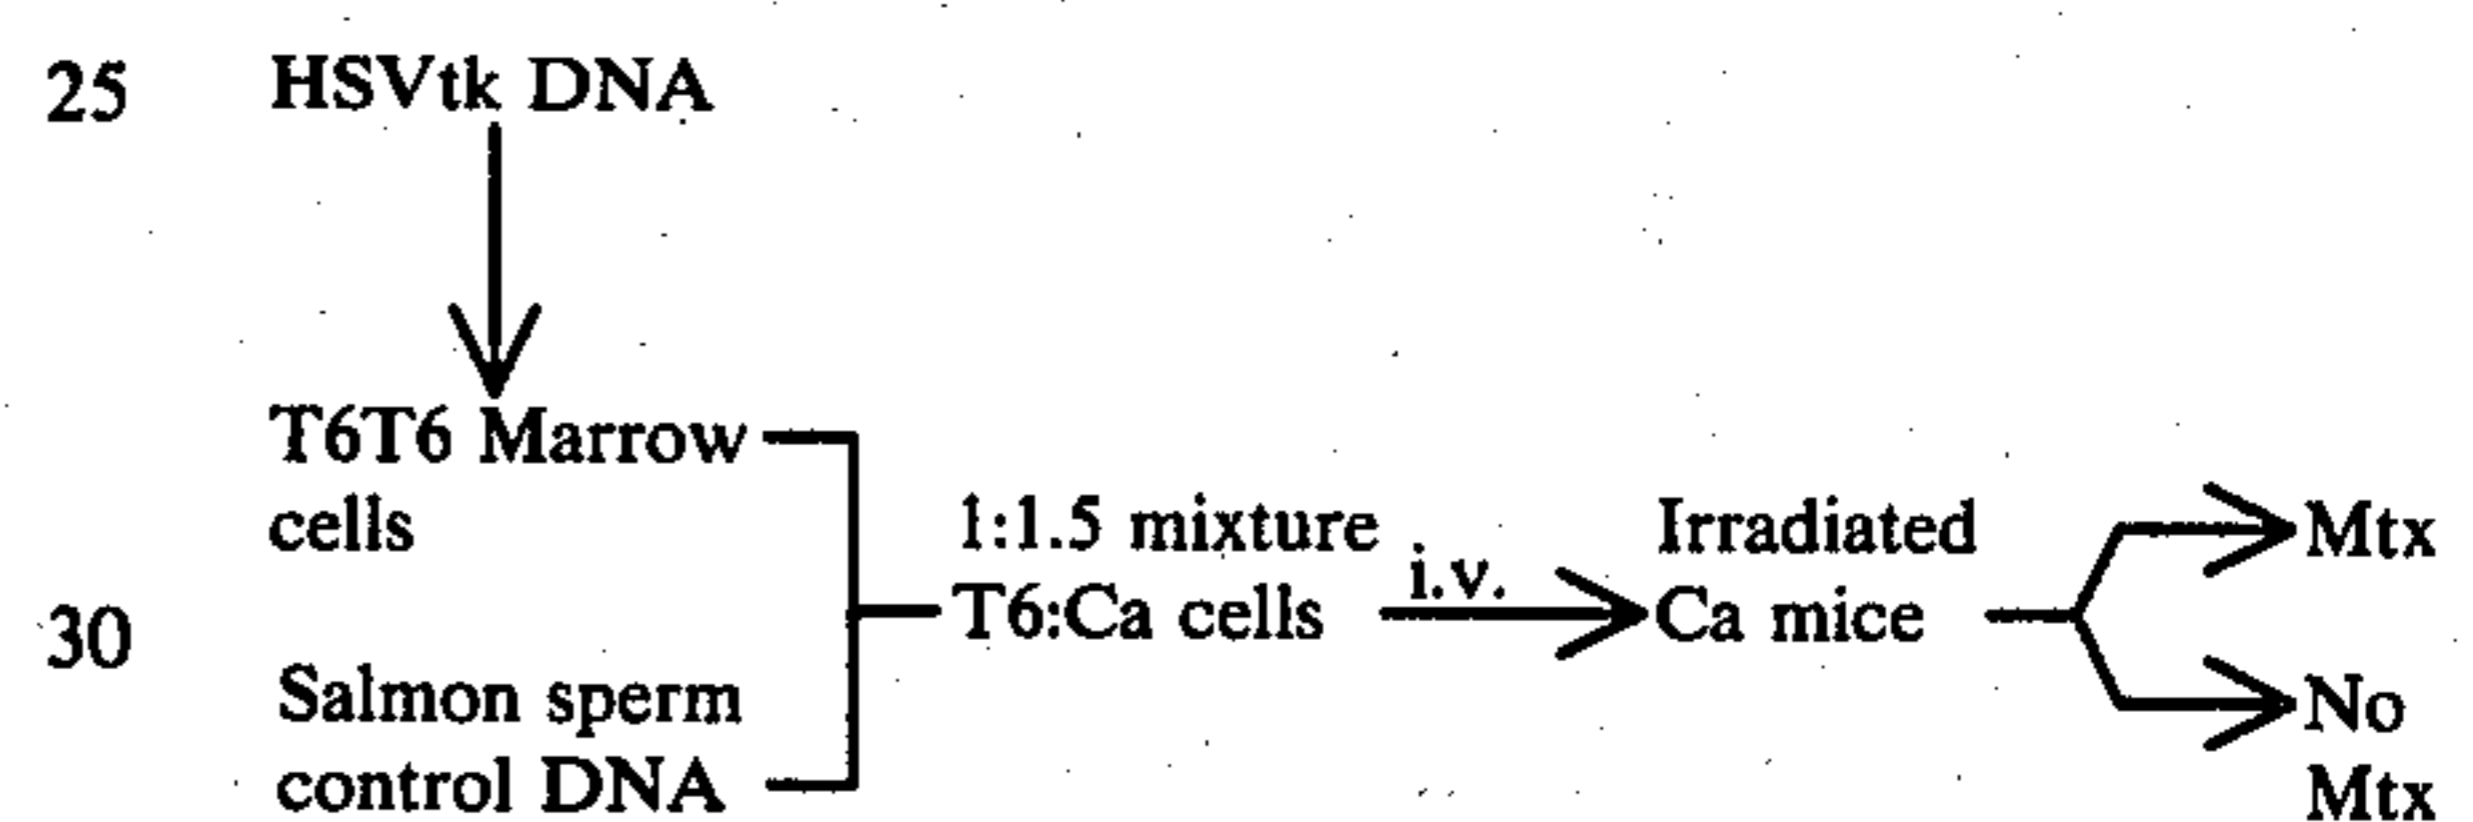 25 HSVtk DNA
T6T6 Marrow
cells
1:1.5 mixture
T6:Ca cells
i.v.
Irradiated
Ca mice
Mtx
30
Salmon sperm
control DNA
No
Mtx